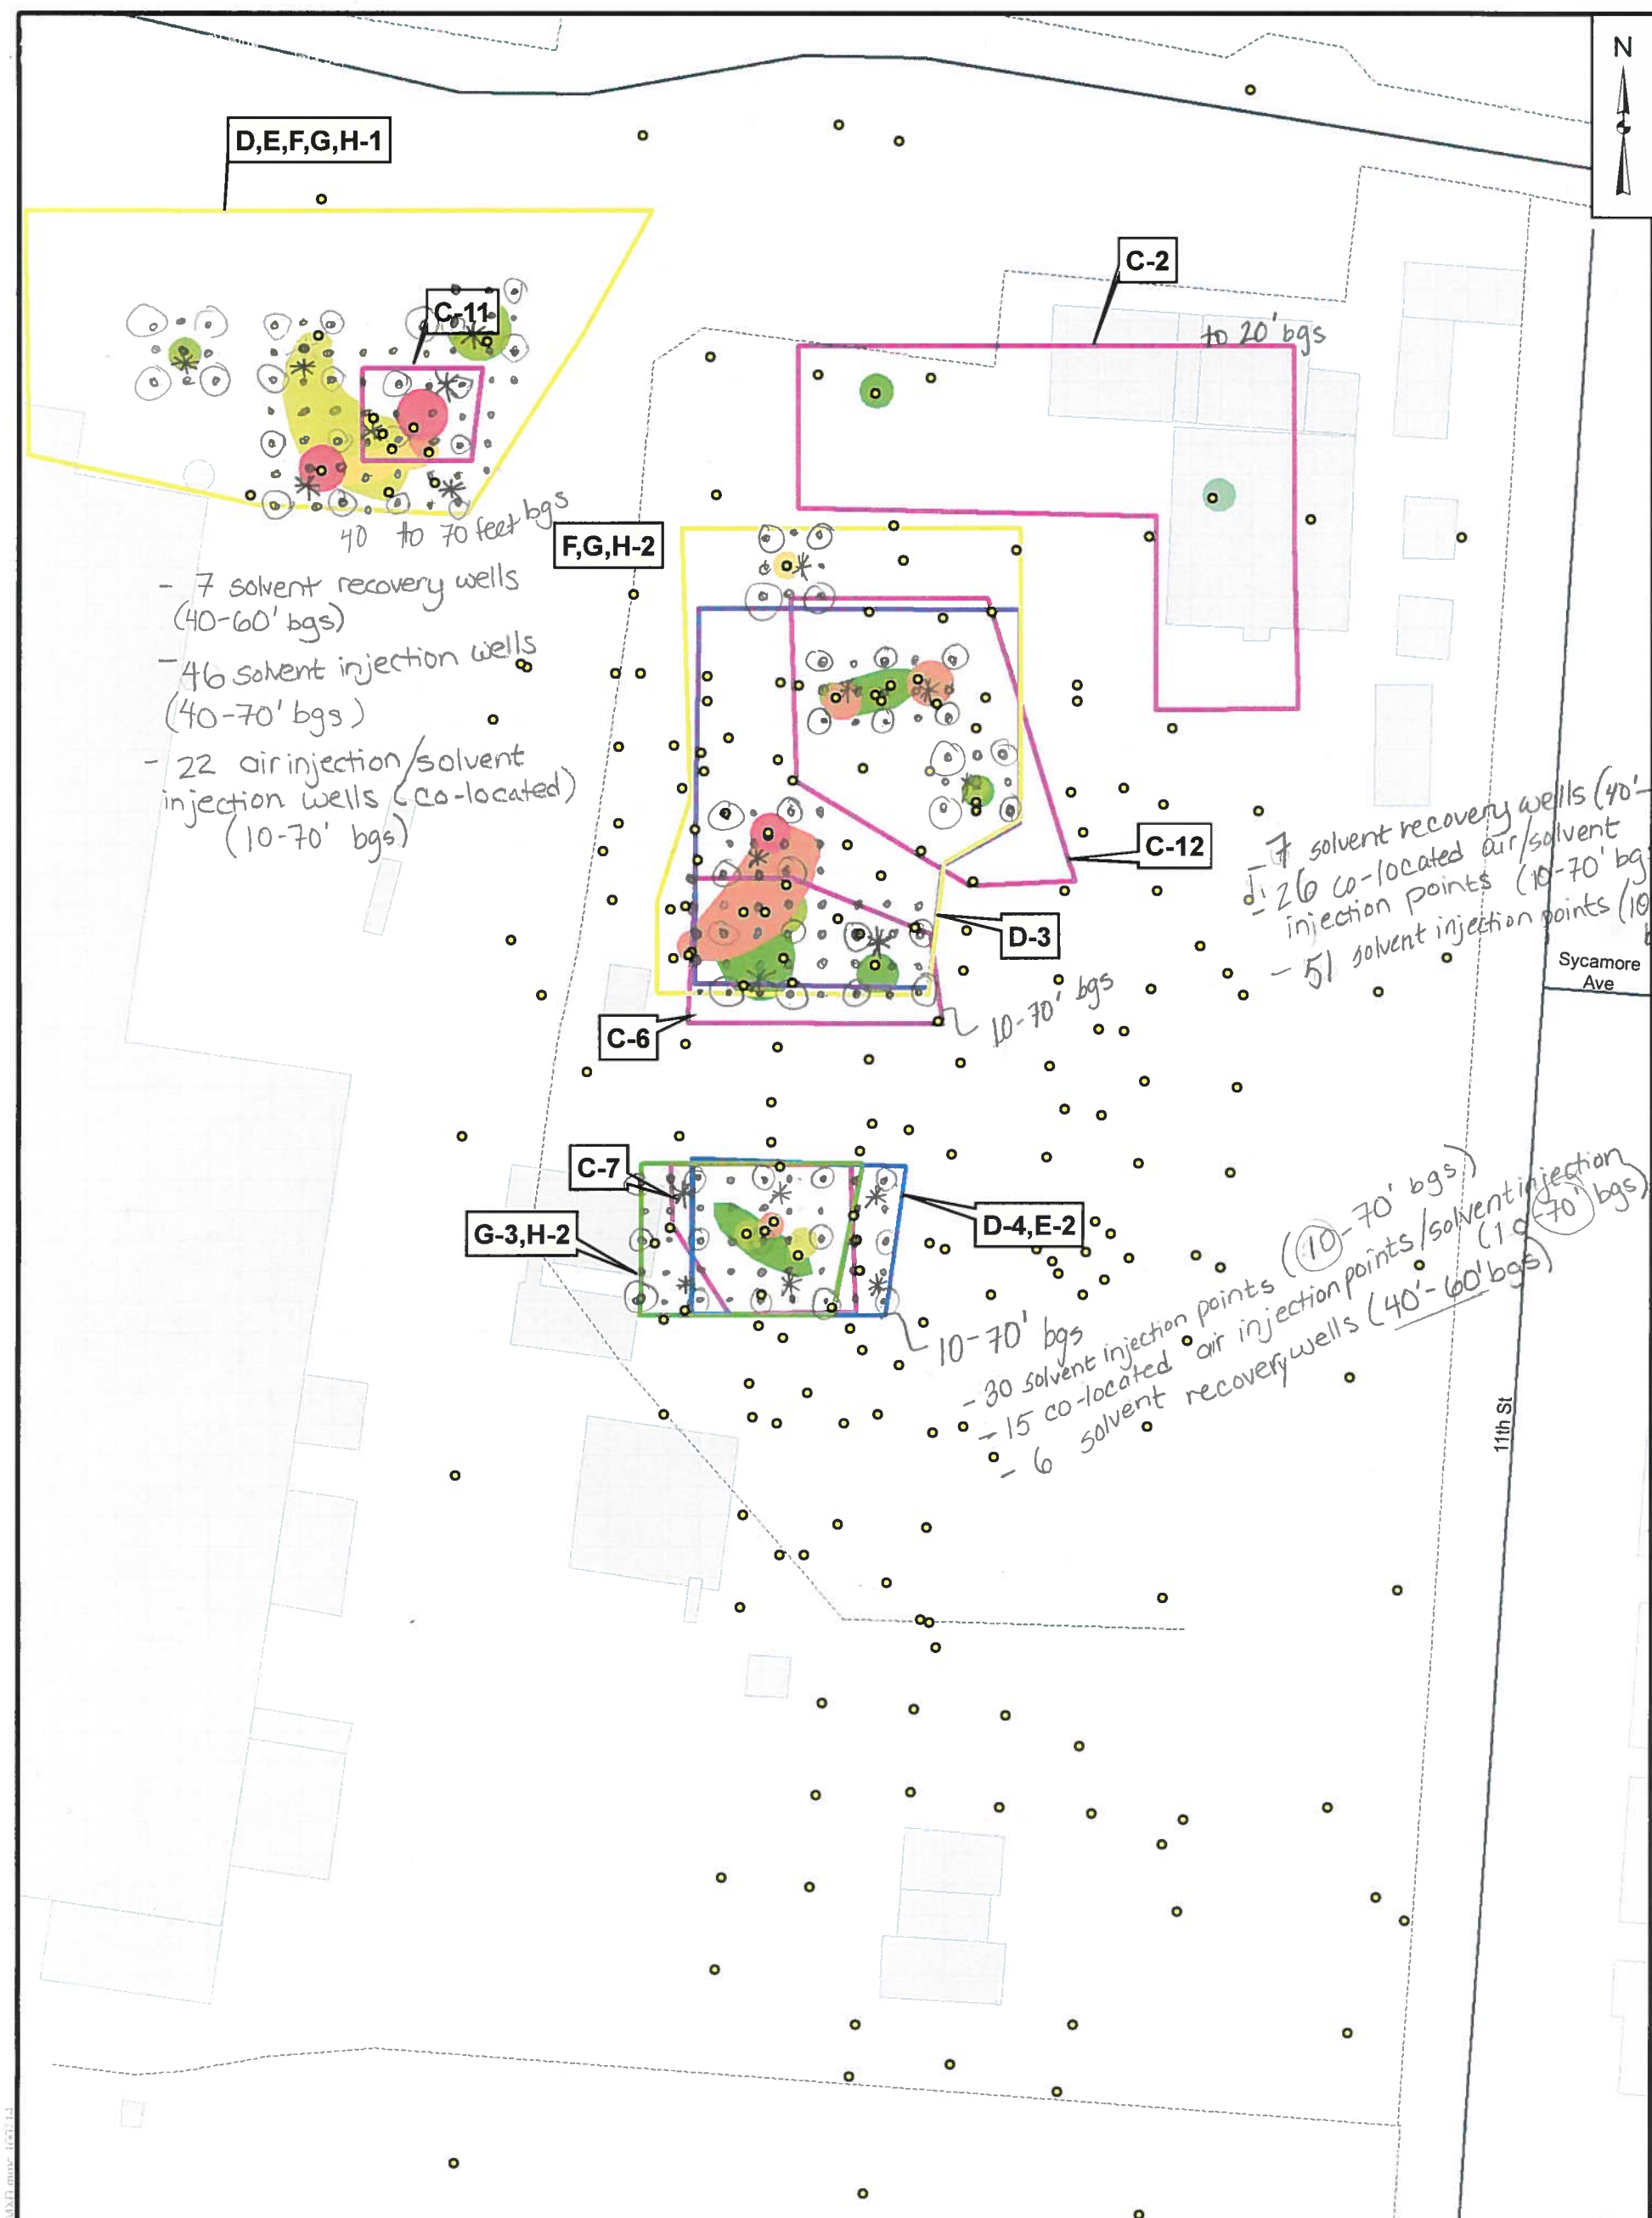 N
D,E,F,G,H-1
C-2
to 20' bgs
C-11
40 to 70 feet bgs
F,G,H-2
- 7 solvent recovery wells
(40-60' bgs)
- 46 solvent injection wells
(40-70' bgs)
- 22 air injection/solvent
injection wells (co-located)
(10-70' bgs)
C-12
- 7 solvent recovery wells (40'-
- 26 co-located air/solvent
injection points (10-70' bg
- 51 solvent injection points (10
D-3
Sycamore
Ave
C-6
10-70' bgs
C-7
G-3,H-2
D-4,E-2
10-70' bgs
- 30 solvent injection points (10-70' bgs)
- 15 co-located air injection points/solvent injection
(10-70' bgs)
- 6 solvent recovery wells (40'-60' bgs)
11th St